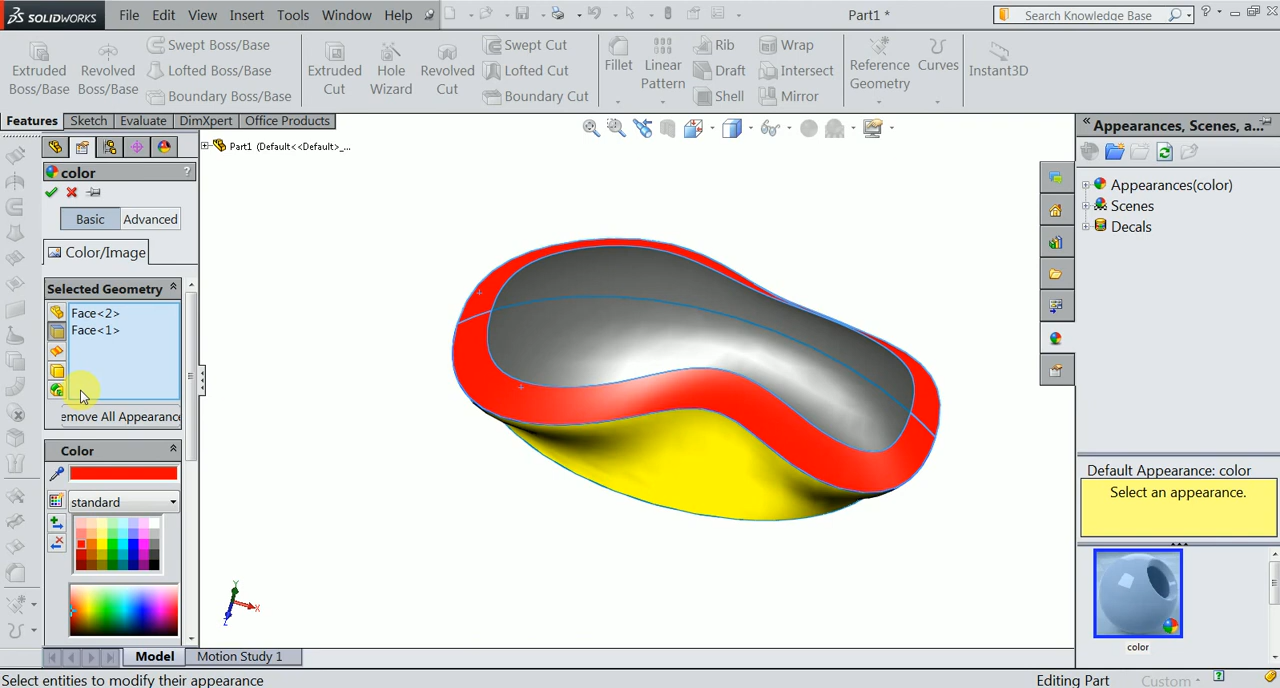 SOLIDWORKS File Edit View Insert Tools Window Help Part1 * Search Knowledge Base ?
Extruded Boss/Base
Revolved Boss/Base
Swept Boss/Base
Lofted Boss/Base
Boundary Boss/Base
Extruded Cut
Hole Wizard
Revolved Cut
Swept Cut
Lofted Cut
Boundary Cut
Fillet
Linear Pattern
Rib
Draft
Shell
Wrap
Intersect
Mirror
Reference Geometry
Curves
Instant3D
Features Sketch Evaluate DimXpert Office Products
Part1 (Default<<Default>_...
Appearances, Scenes, a...
color ?
Basic Advanced
Color/Image
Selected Geometry
Face<2>
Face<1>
emove All Appearance
Color
standard
Appearances(color)
Scenes
Decals
Default Appearance: color
Select an appearance.
color
Y
X
Z
Model Motion Study 1
Select entities to modify their appearance Editing Part Custom ?